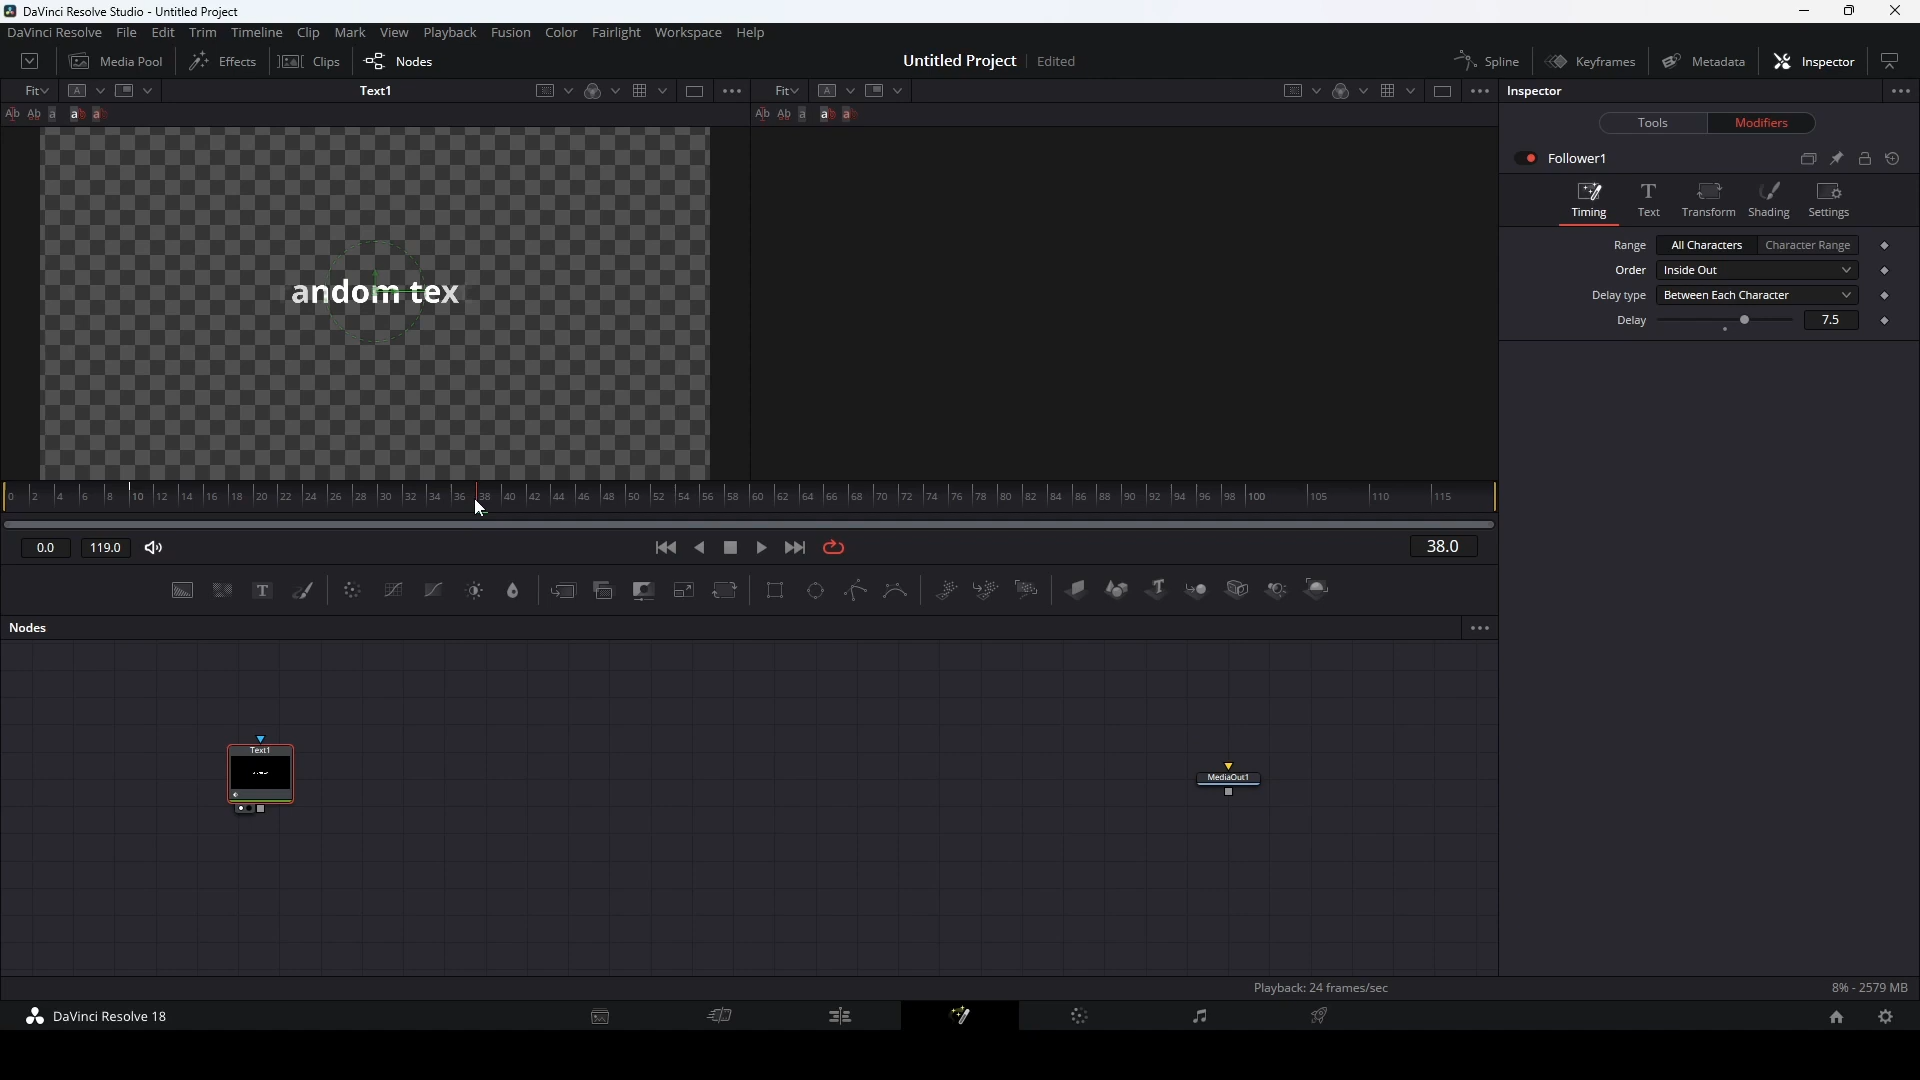 DaVinci Resolve Studio - Untitled Project
DaVinci Resolve File Edit Trim Timeline Clip Mark View Playback Fusion Color Fairlight Workspace Help
Media Pool Effects Clips Nodes Untitled Project Edited Spline Keyframes Metadata Inspector
Fit A Text1 Fit A Inspector
Ab Ab a ab a Ab Ab a ab a
Tools Modifiers
Follower1
Timing Text Transform Shading Settings
Range All Characters Character Range
Order Inside Out
Delay type Between Each Character
Delay 7.5
andom tex
0 2 4 6 8 10 12 14 16 18 20 22 24 26 28 30 32 34 36 38 40 42 44 46 48 50 52 54 56 58 60 62 64 66 68 70 72 74 76 78 80 82 84 86 88 90 92 94 96 98 100 105 110 115
0.0 119.0 38.0
T T
Nodes
Text1
MediaOut1
Playback: 24 frames/sec 8% - 2579 MB
DaVinci Resolve 18